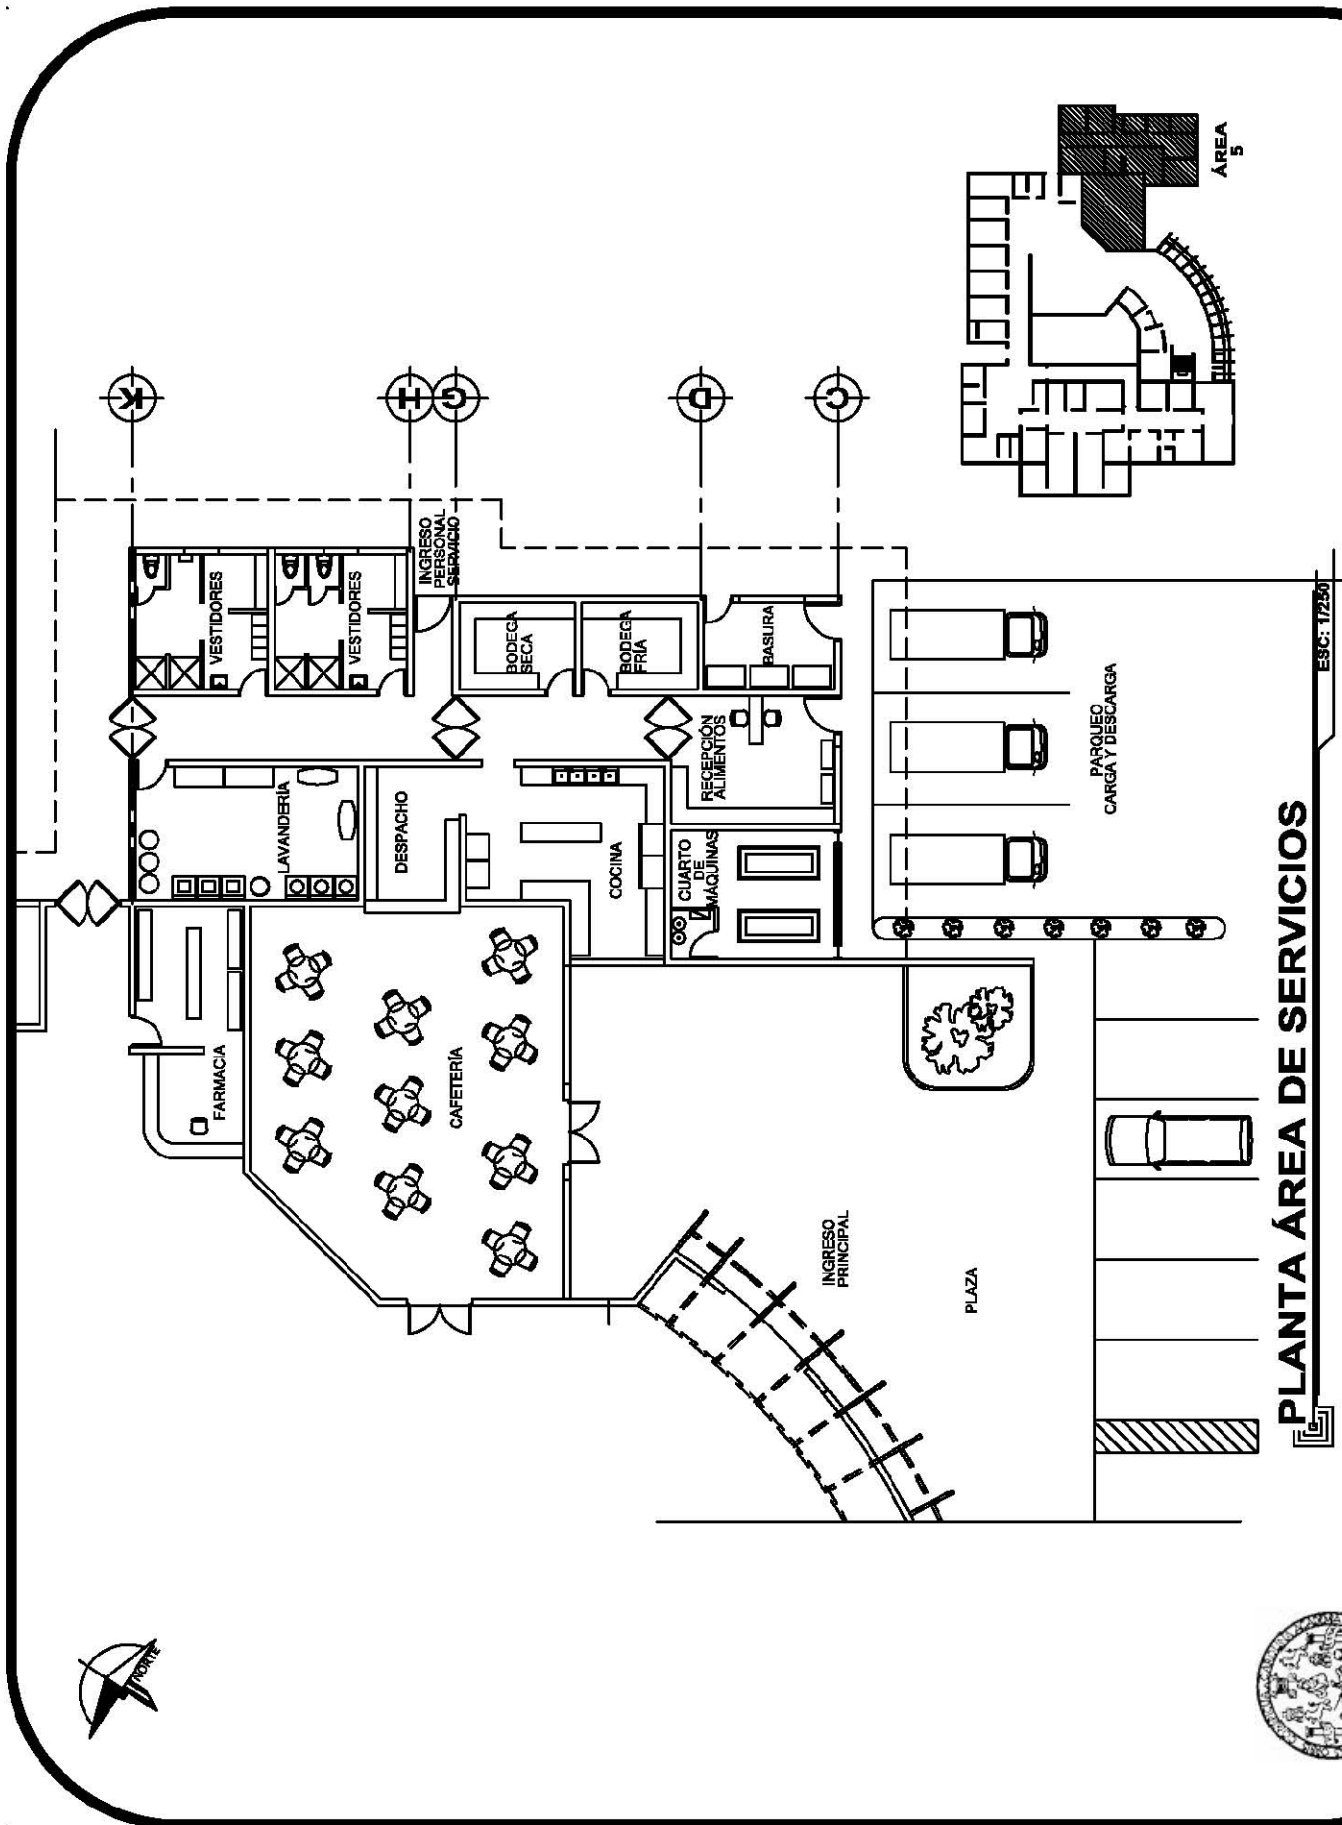 K
H
G
D
C
VESTIDORES
VESTIDORES
INGRESO
PERSONAL
SERVICIO
BODEGA
SECA
BODEGA
FRÍA
BASURA
LAVANDERÍA
DESPACHO
COCINA
RECEPCIÓN
ALIMENTOS
CUARTO
DE
MÁQUINAS
FARMACIA
CAFETERÍA
PARQUEO
CARGA Y DESCARGA
INGRESO
PRINCIPAL
PLAZA
ÁREA
5
NORTE
PLANTA ÁREA DE SERVICIOS
ESC: 1/250